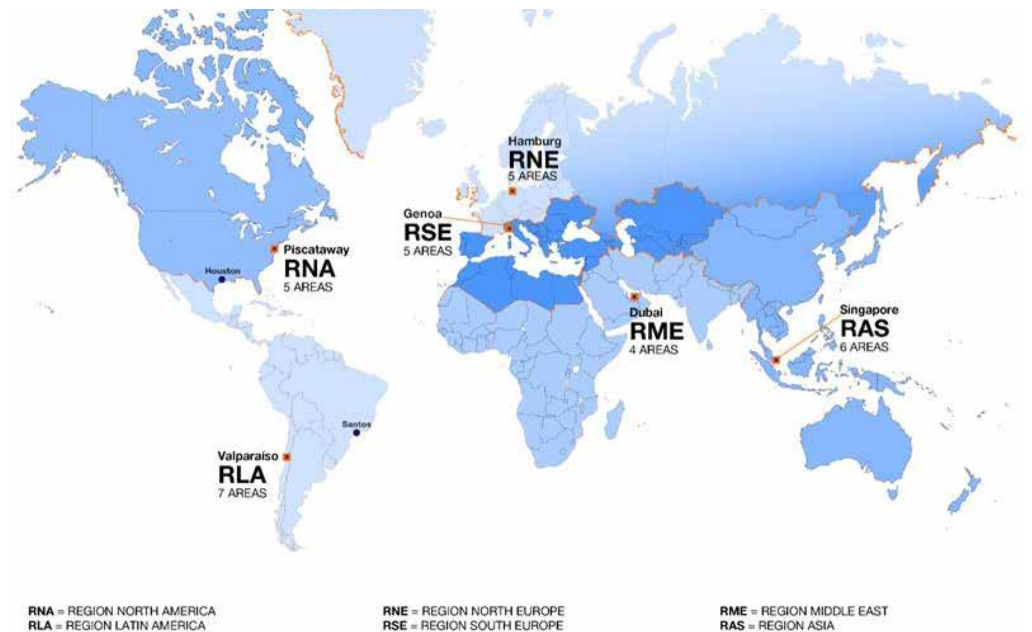 Hamburg
RNE
5 AREAS
Genoa
RSE
5 AREAS
Piscataway
RNA
5 AREAS
Houston
Dubai
RME
4 AREAS
Singapore
RAS
6 AREAS
Santos
Valparaíso
RLA
7 AREAS
RNA = REGION NORTH AMERICA
RLA = REGION LATIN AMERICA
RNE = REGION NORTH EUROPE
RSE = REGION SOUTH EUROPE
RME = REGION MIDDLE EAST
RAS = REGION ASIA